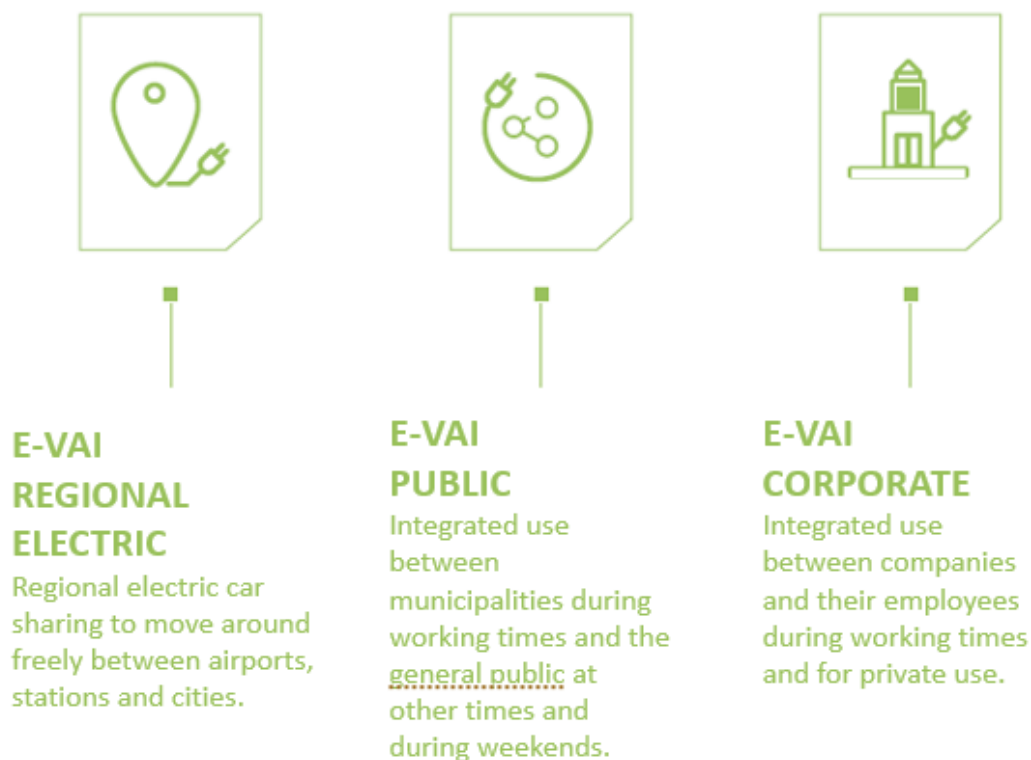 E-VAI
REGIONAL
ELECTRIC
Regional electric car
sharing to move around
freely between airports,
stations and cities.
E-VAI
PUBLIC
Integrated use
between
municipalities during
working times and the
general public at
other times and
during weekends.
E-VAI
CORPORATE
Integrated use
between companies
and their employees
during working times
and for private use.